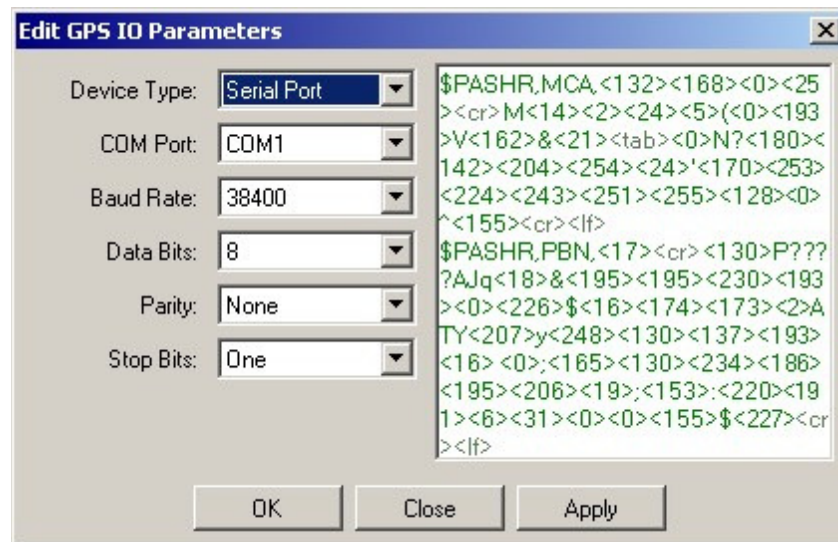 Edit GPS IO Parameters
Device Type: Serial Port
COM Port: COM1
Baud Rate: 38400
Data Bits: 8
Parity: None
Stop Bits: One
$PASHR,MCA,<132><168><0><25
><cr>M<14><2><24><5>(<0><193
>V<162>&<21><tab><0>N?<180><
142><204><254><24>'<170><253>
<224><243><251><255><128><0>
^<155><cr><lf>
$PASHR,PBN,<17><cr><130>P???
?AJq<18>&<195><195><230><193
><0><226>$<16><174><173><2>A
TY<207>y<248><130><137><193>
<16> <0>;<165><130><234><186>
<195><206><19>;<153>:<220><19
1><6><31><0><0><155>$<227><cr
><lf>
OK Close Apply